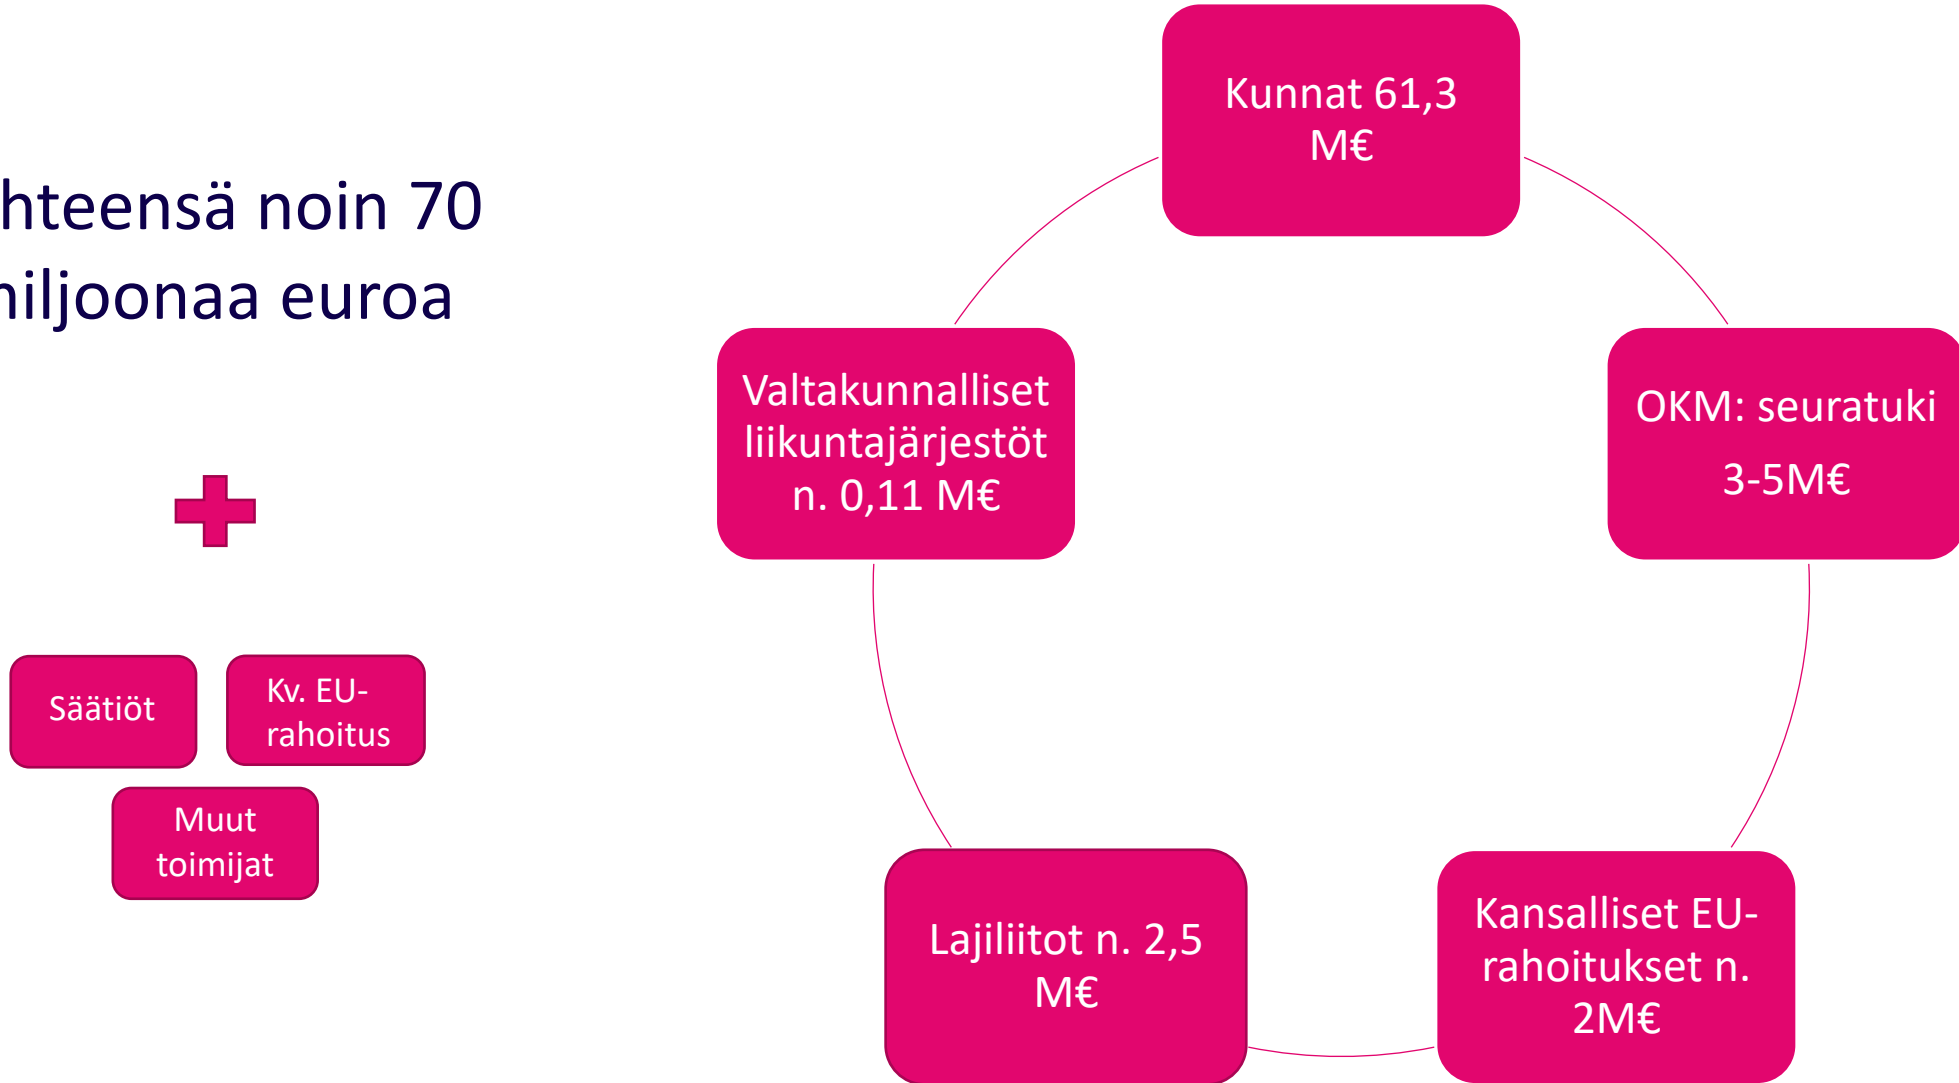 hteensä noin 70
iljoonaa euroa
Säätiöt
Kv. EU-
rahoitus
Muut
toimijat
Kunnat 61,3
M€
OKM: seuratuki
3-5M€
Kansalliset EU-
rahoitukset n.
2M€
Lajiliitot n. 2,5
M€
Valtakunnalliset
liikuntajärjestöt
n. 0,11 M€